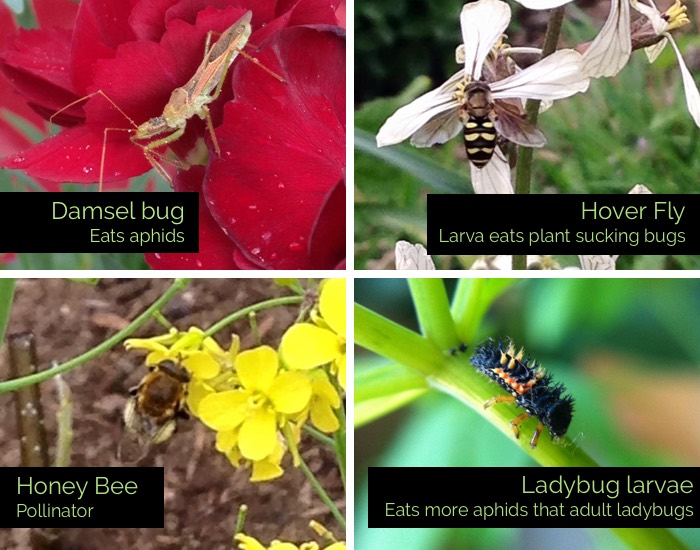 Damsel bug
Eats aphids
Hover Fly
Larva eats plant sucking bugs
Honey Bee
Pollinator
Ladybug larvae
Eats more aphids that adult ladybugs